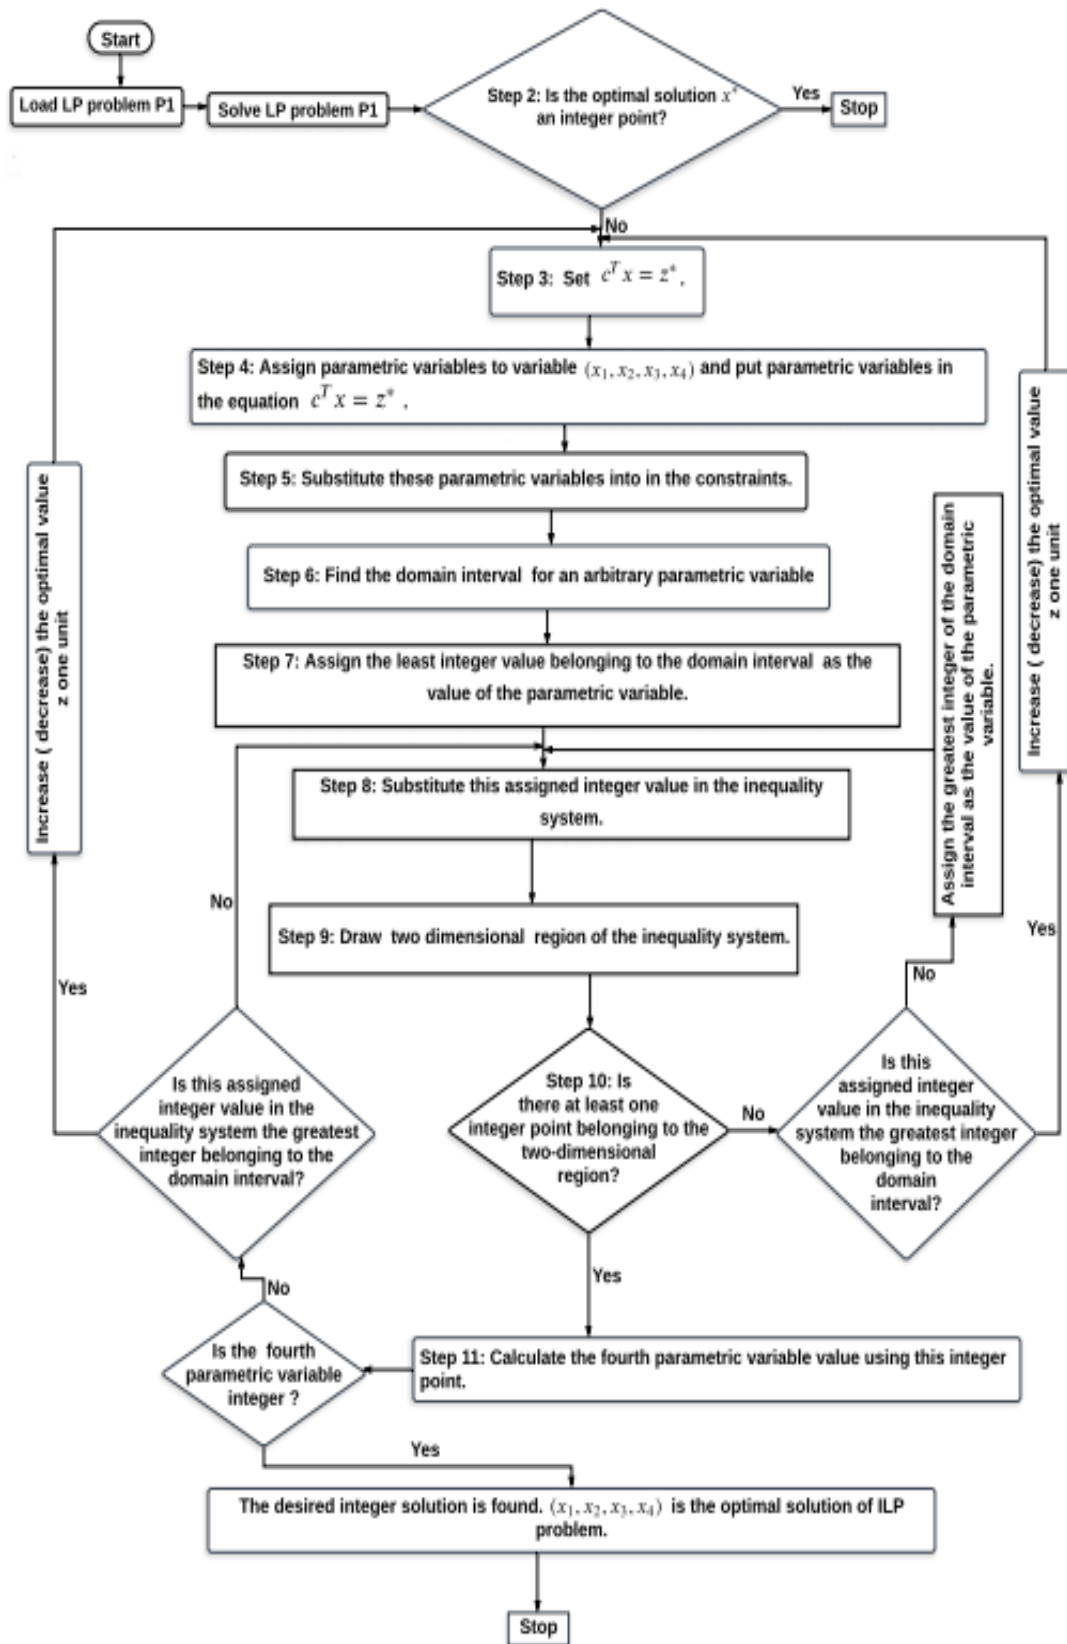 Start
Load LP problem P1
Solve LP problem P1
Step 2: Is the optimal solution x*
an integer point?
Yes
Stop
No
Step 3: Set c^T x = z*,
Step 4: Assign parametric variables to variable (x₁, x₂, x₃, x₄) and put parametric variables in
the equation c^T x = z* ,
Step 5: Substitute these parametric variables into in the constraints.
Step 6: Find the domain interval for an arbitrary parametric variable
Step 7: Assign the least integer value belonging to the domain interval as the
value of the parametric variable.
Step 8: Substitute this assigned integer value in the inequality
system.
Step 9: Draw two dimensional region of the inequality system.
Step 10: Is
there at least one
integer point belonging to the
two-dimensional
region?
No
Is this
assigned integer
value in the inequality
system the greatest integer
belonging to the
domain
interval?
No
Assign the greatest integer of the domain
interval as the value of the parametric
variable.
Yes
Increase ( decrease) the optimal value
z one unit
Yes
Step 11: Calculate the fourth parametric variable value using this integer
point.
Is the fourth
parametric variable
integer ?
No
Is this assigned
integer value in the
inequality system the greatest
integer belonging to the
domain interval?
No
Yes
Increase ( decrease) the optimal value
z one unit
Yes
The desired integer solution is found. (x₁, x₂, x₃, x₄) is the optimal solution of ILP
problem.
Stop